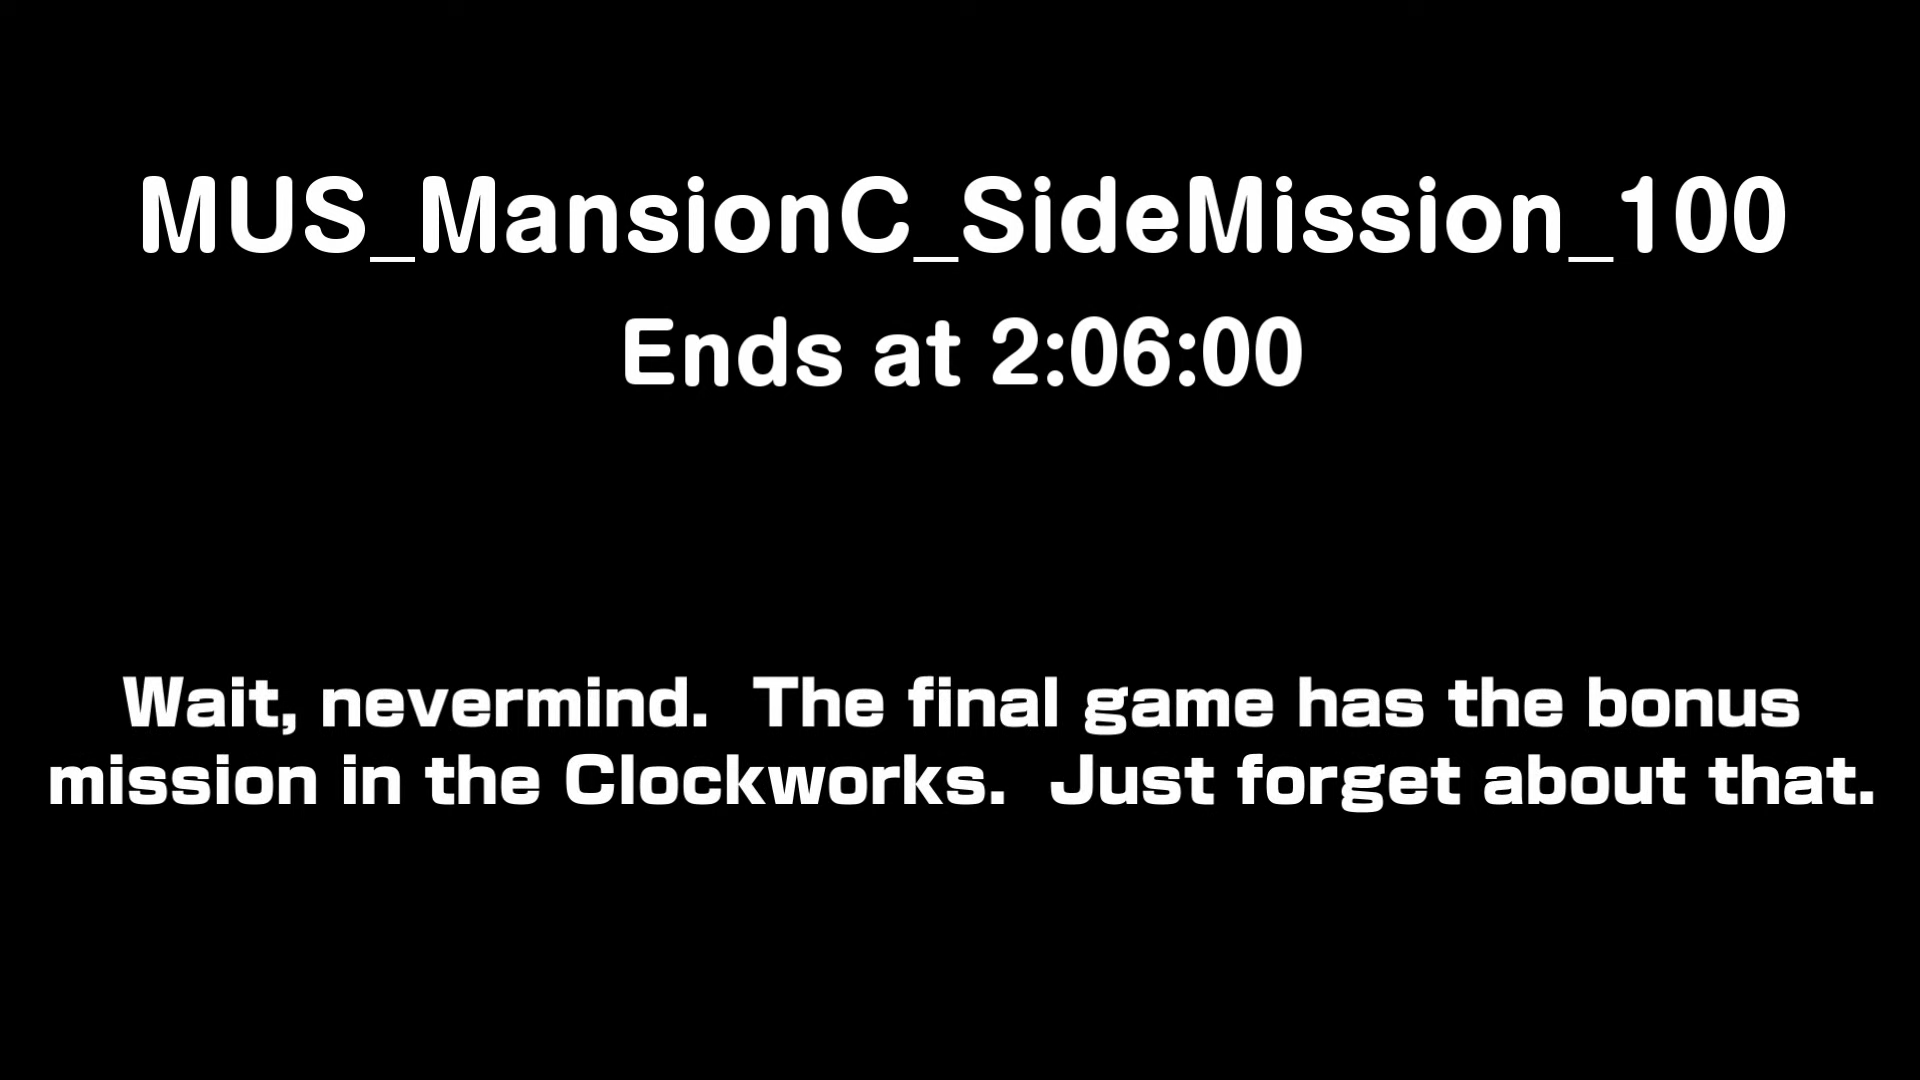 MUS_MansionC_SideMission_100
Ends at 2:06:00
Wait, nevermind.  The final game has the bonus
mission in the Clockworks.  Just forget about that.